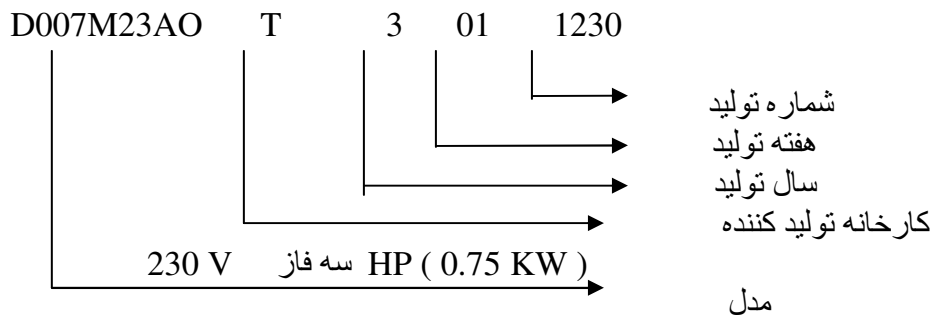 D007M23AO T 3 01 1230
شماره تولید
هفته تولید
سال تولید
کارخانه تولید کننده
230 V سه فاز HP ( 0.75 KW )
مدل